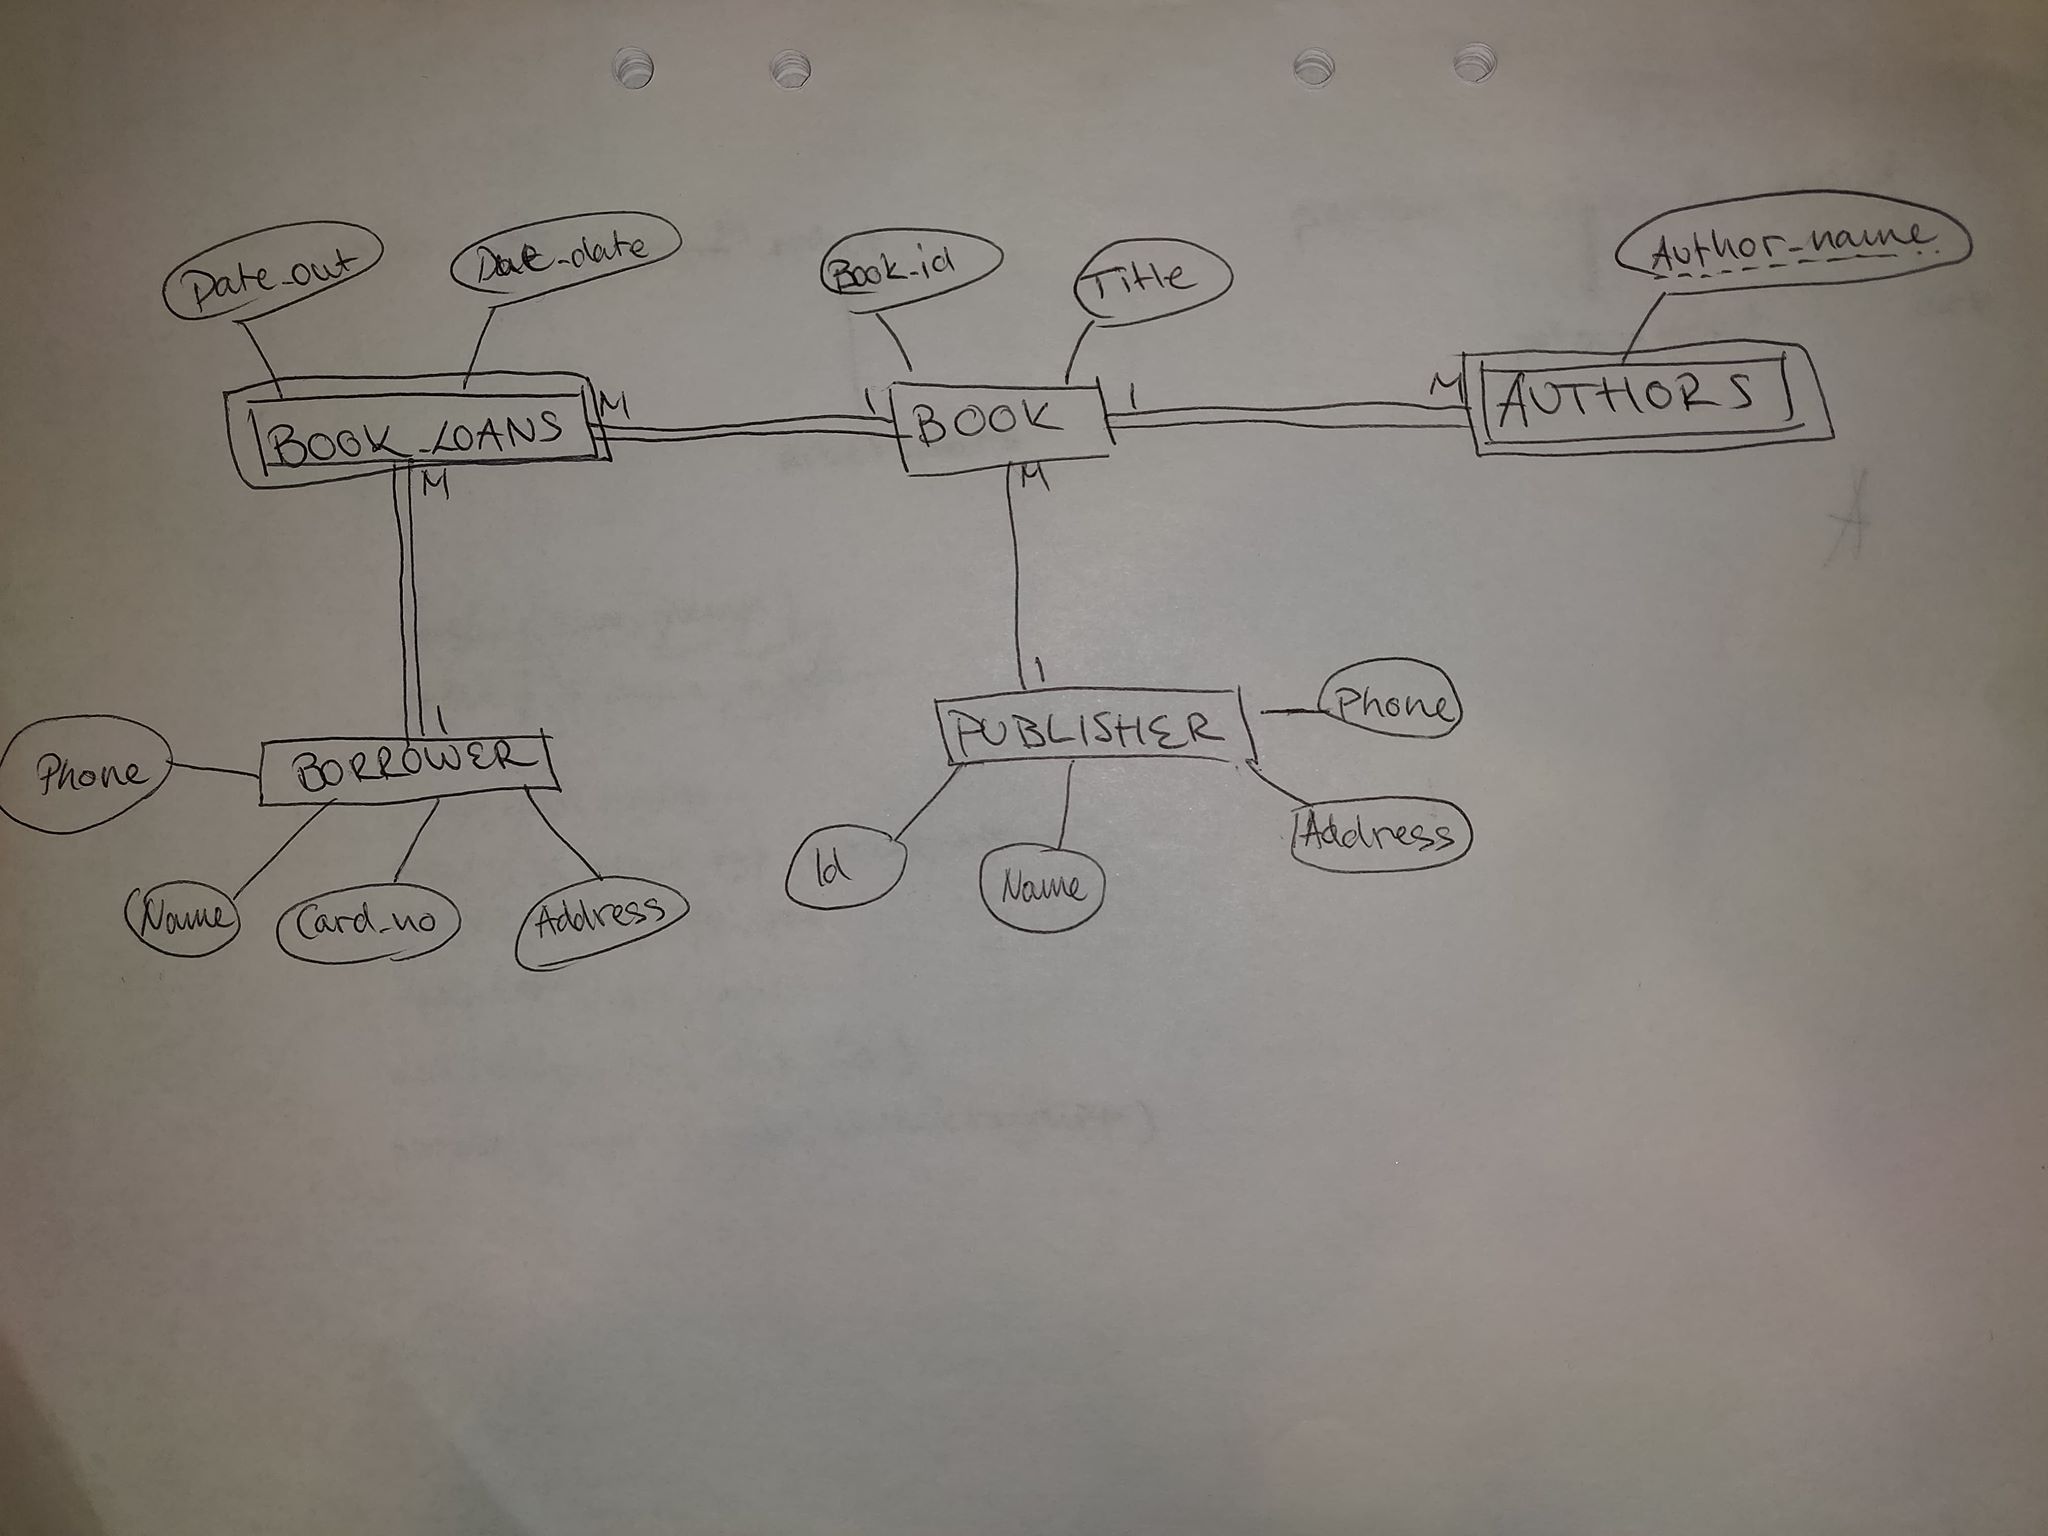 Date_out
Date_date
Book_id
Title
Author_name
BOOK_LOANS
M
1
BOOK
1
M
AUTHORS
M
M
1
1
Phone
BORROWER
PUBLISHER
Phone
Name
Card_no
Address
Id
Name
Address